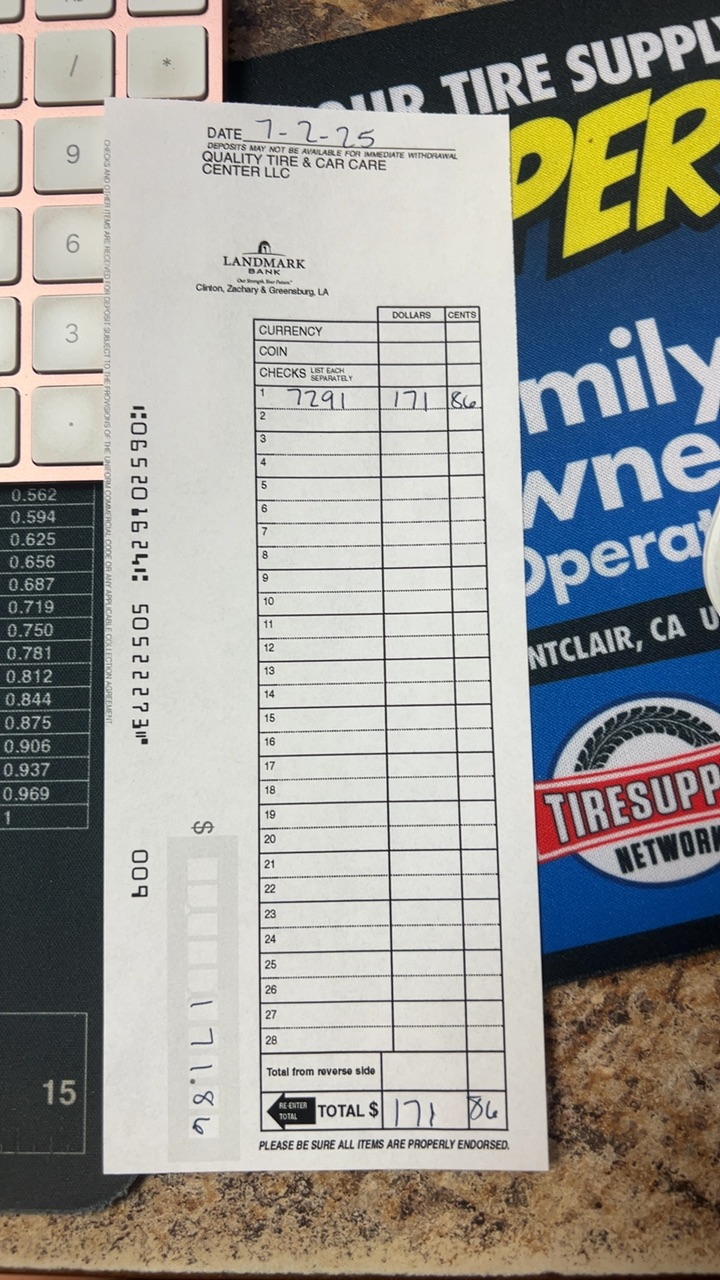 / *
9
6
3
.
0.562
0.594
0.625
0.656
0.687
0.719
0.750
0.781
0.812
0.844
0.875
0.906
0.937
0.969
1
15
TIRE SUPPL
PER
mily
wne
Operat
NTCLAIR, CA U
TIRESUPP
NETWORK
DATE 7-2-25
DEPOSITS MAY NOT BE AVAILABLE FOR IMMEDIATE WITHDRAWAL
QUALITY TIRE & CAR CARE
CENTER LLC
LANDMARK
BANK
Our Strength. Your Future.
Clinton, Zachary & Greensburg, LA
DOLLARS CENTS
CURRENCY
COIN
CHECKS LIST EACH SEPARATELY
1 7291 171 86
2
3
4
5
6
7
8
9
10
11
12
13
14
15
16
17
18
19
20
21
22
23
24
25
26
27
28
Total from reverse side
RE-ENTER TOTAL TOTAL $ 171 86
PLEASE BE SURE ALL ITEMS ARE PROPERLY ENDORSED.
$ 171.86
CHECKS AND OTHER ITEMS ARE RECEIVED FOR DEPOSIT SUBJECT TO THE PROVISIONS OF THE UNIFORM COMMERCIAL CODE OR ANY APPLICABLE COLLECTION AGREEMENT